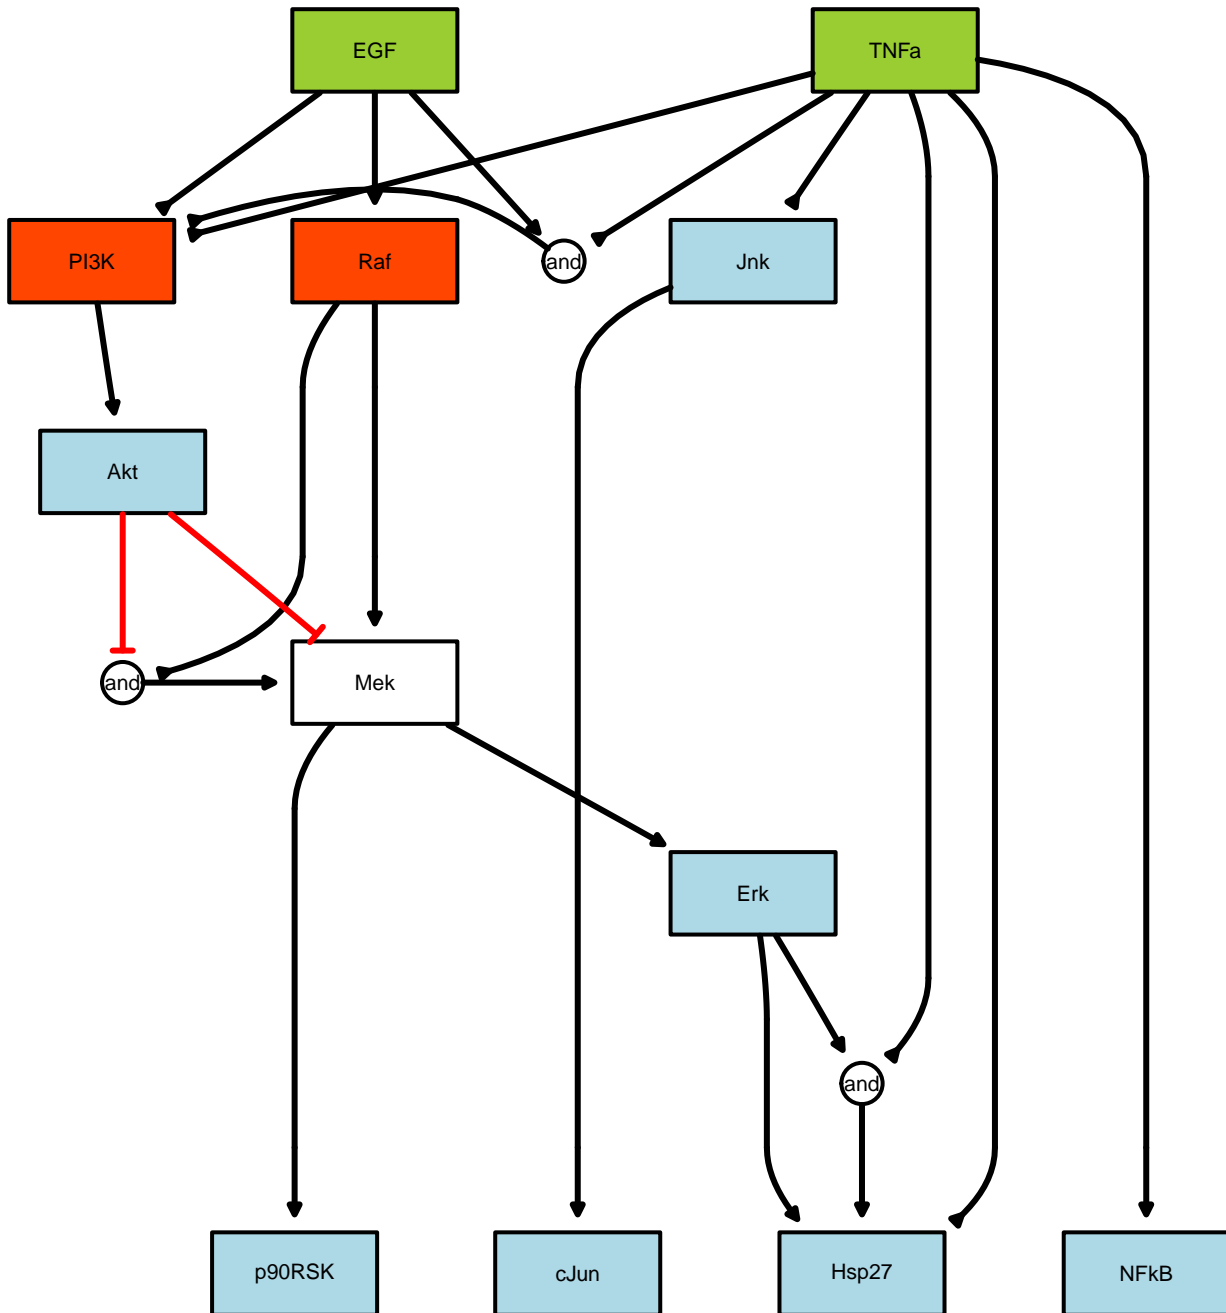 EGF
TNFa
PI3K
Raf
and
Jnk
Akt
and
Mek
Erk
and
p90RSK
cJun
Hsp27
NFkB